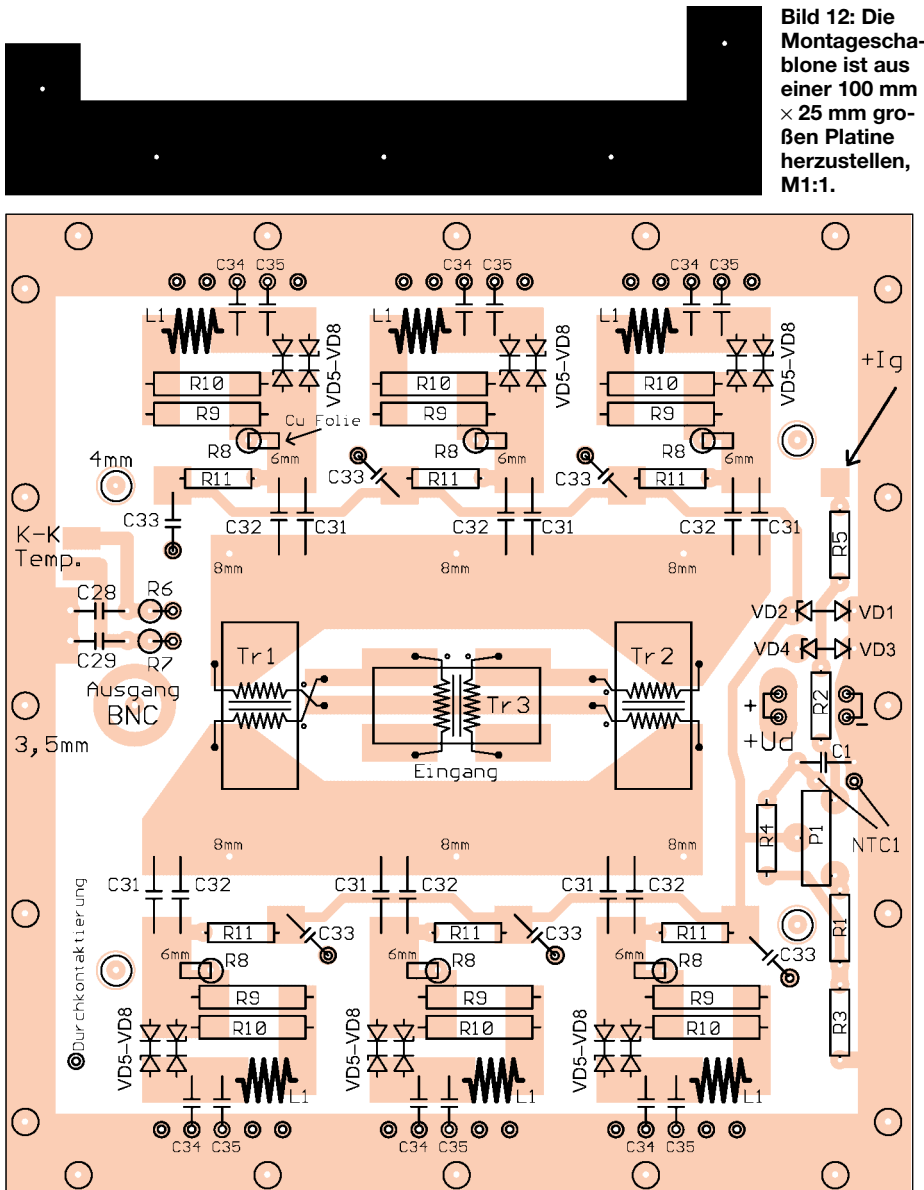 Bild 12: Die
Montagescha-
blone ist aus
einer 100 mm
× 25 mm gro-
ßen Platine
herzustellen,
M1:1.
C34 C35 C34 C35 C34 C35
L1 L1 L1
VD5-VD8 VD5-VD8 VD5-VD8
+Ig
R10 R10 R10
R9 R9 R9
Cu Folie
R8 R8 R8
6mm 6mm 6mm
4mm
R11 C33 R11 C33 R11
C33
C32 C31 C32 C31 C32 C31
R5
K-K
Temp.
8mm 8mm 8mm
C28 R6
VD2 VD1
C29 R7
VD4 VD3
Tr1 Tr2
Ausgang
BNC
Tr3
+ R2 -
+Ud
3,5mm
C1
Eingang
R4 P1
NTC1
8mm 8mm
C31 C32 C31 C32 C31 C32
R11 C33 R11 C33 R11 C33
R1
6mm R8 6mm R8 6mm R8
R9 R9 R9
R10 R10 R10
R3
Durchkontaktierung
VD5-VD8 VD5-VD8 VD5-VD8
L1 L1 L1
C34 C35 C34 C35 C34 C35